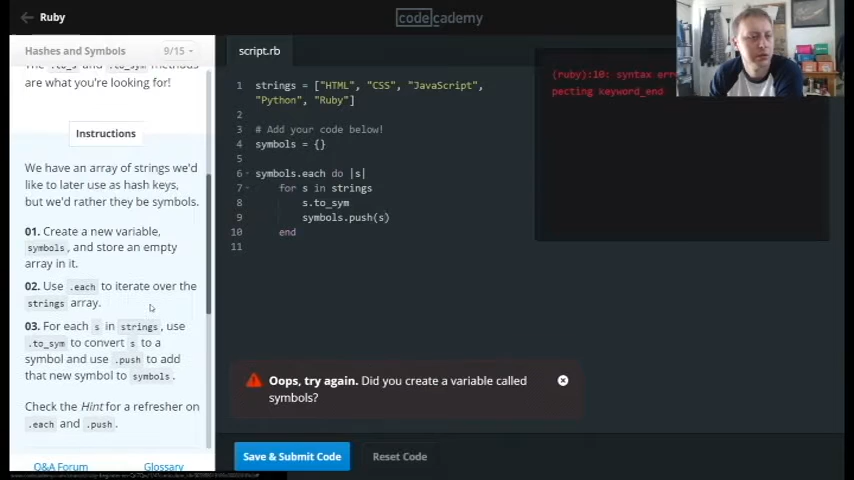 Ruby
codecademy
Hashes and Symbols 9/15
The .to_s and .to_sym methods
are what you're looking for!
Instructions
We have an array of strings we'd
like to later use as hash keys,
but we'd rather they be symbols.
01. Create a new variable,
symbols, and store an empty
array in it.
02. Use .each to iterate over the
strings array.
03. For each s in strings, use
.to_sym to convert s to a
symbol and use .push to add
that new symbol to symbols.
Check the Hint for a refresher on
.each and .push.
Q&A Forum Glossary
script.rb
1 strings = ["HTML", "CSS", "JavaScript",
"Python", "Ruby"]
2
3 # Add your code below!
4 symbols = {}
5
6 symbols.each do |s|
7 for s in strings
8 s.to_sym
9 symbols.push(s)
10 end
11
Oops, try again. Did you create a variable called
symbols?
Save & Submit Code Reset Code
(ruby):10: syntax err
pecting keyword_end